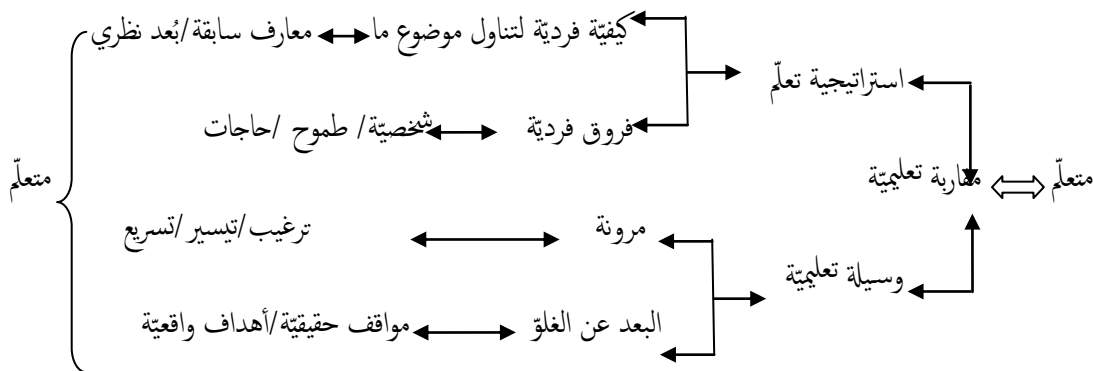 كيفيّة فرديّة لتناول موضوع ما معارف سابقة/بُعد نظري
استراتيجية تعلّم
فروق فرديّة شخصيّة/ طموح /حاجات
متعلّم مقاربة تعليميّة متعلّم
مرونة ترغيب/تيسير/تسريع
وسيلة تعليميّة
البعد عن الغلوّ مواقف حقيقيّة/أهداف واقعيّة